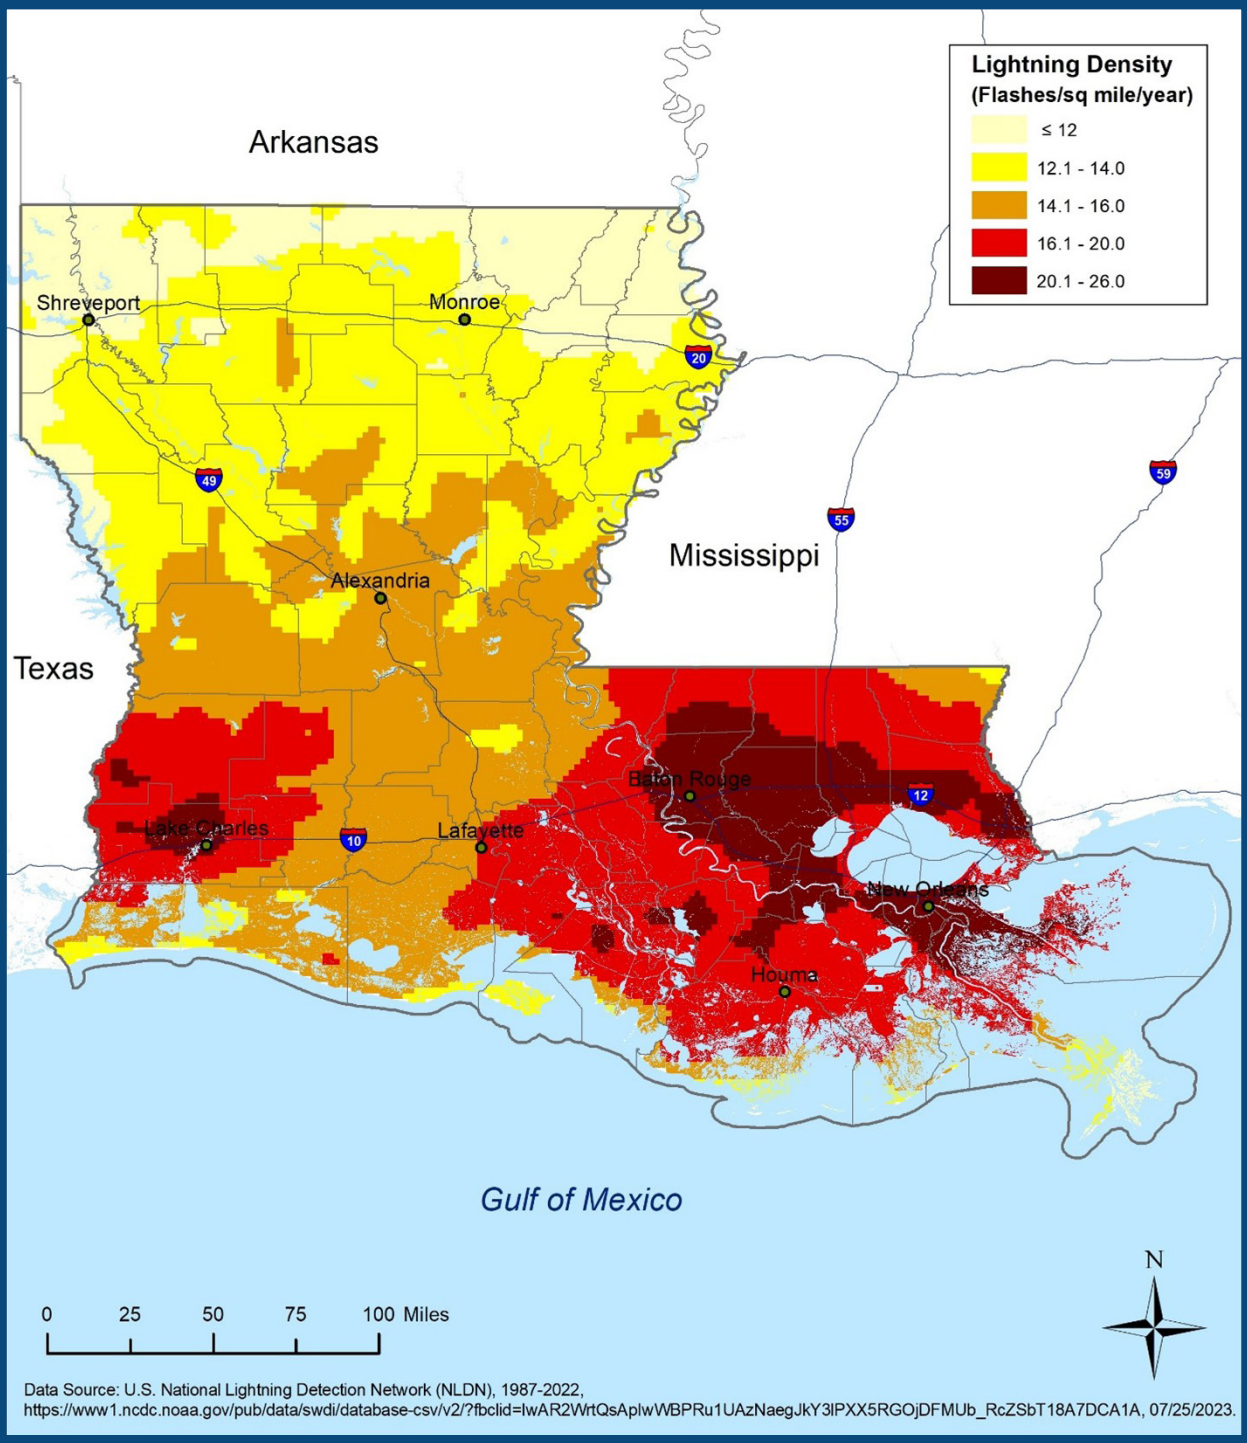 Lightning Density
(Flashes/sq mile/year)
≤ 12
12.1 - 14.0
14.1 - 16.0
16.1 - 20.0
20.1 - 26.0
Arkansas
Shreveport
Monroe
20
49
59
55
Mississippi
Alexandria
Texas
Baton Rouge
12
Lake Charles
10
Lafayette
New Orleans
Houma
Gulf of Mexico
N
0 25 50 75 100 Miles
Data Source: U.S. National Lightning Detection Network (NLDN), 1987-2022,
https://www1.ncdc.noaa.gov/pub/data/swdi/database-csv/v2/?fbclid=IwAR2WrtQsAplwWBPRu1UAzNaegJkY3lPXX5RGOjDFMUb_RcZSbT18A7DCA1A, 07/25/2023.